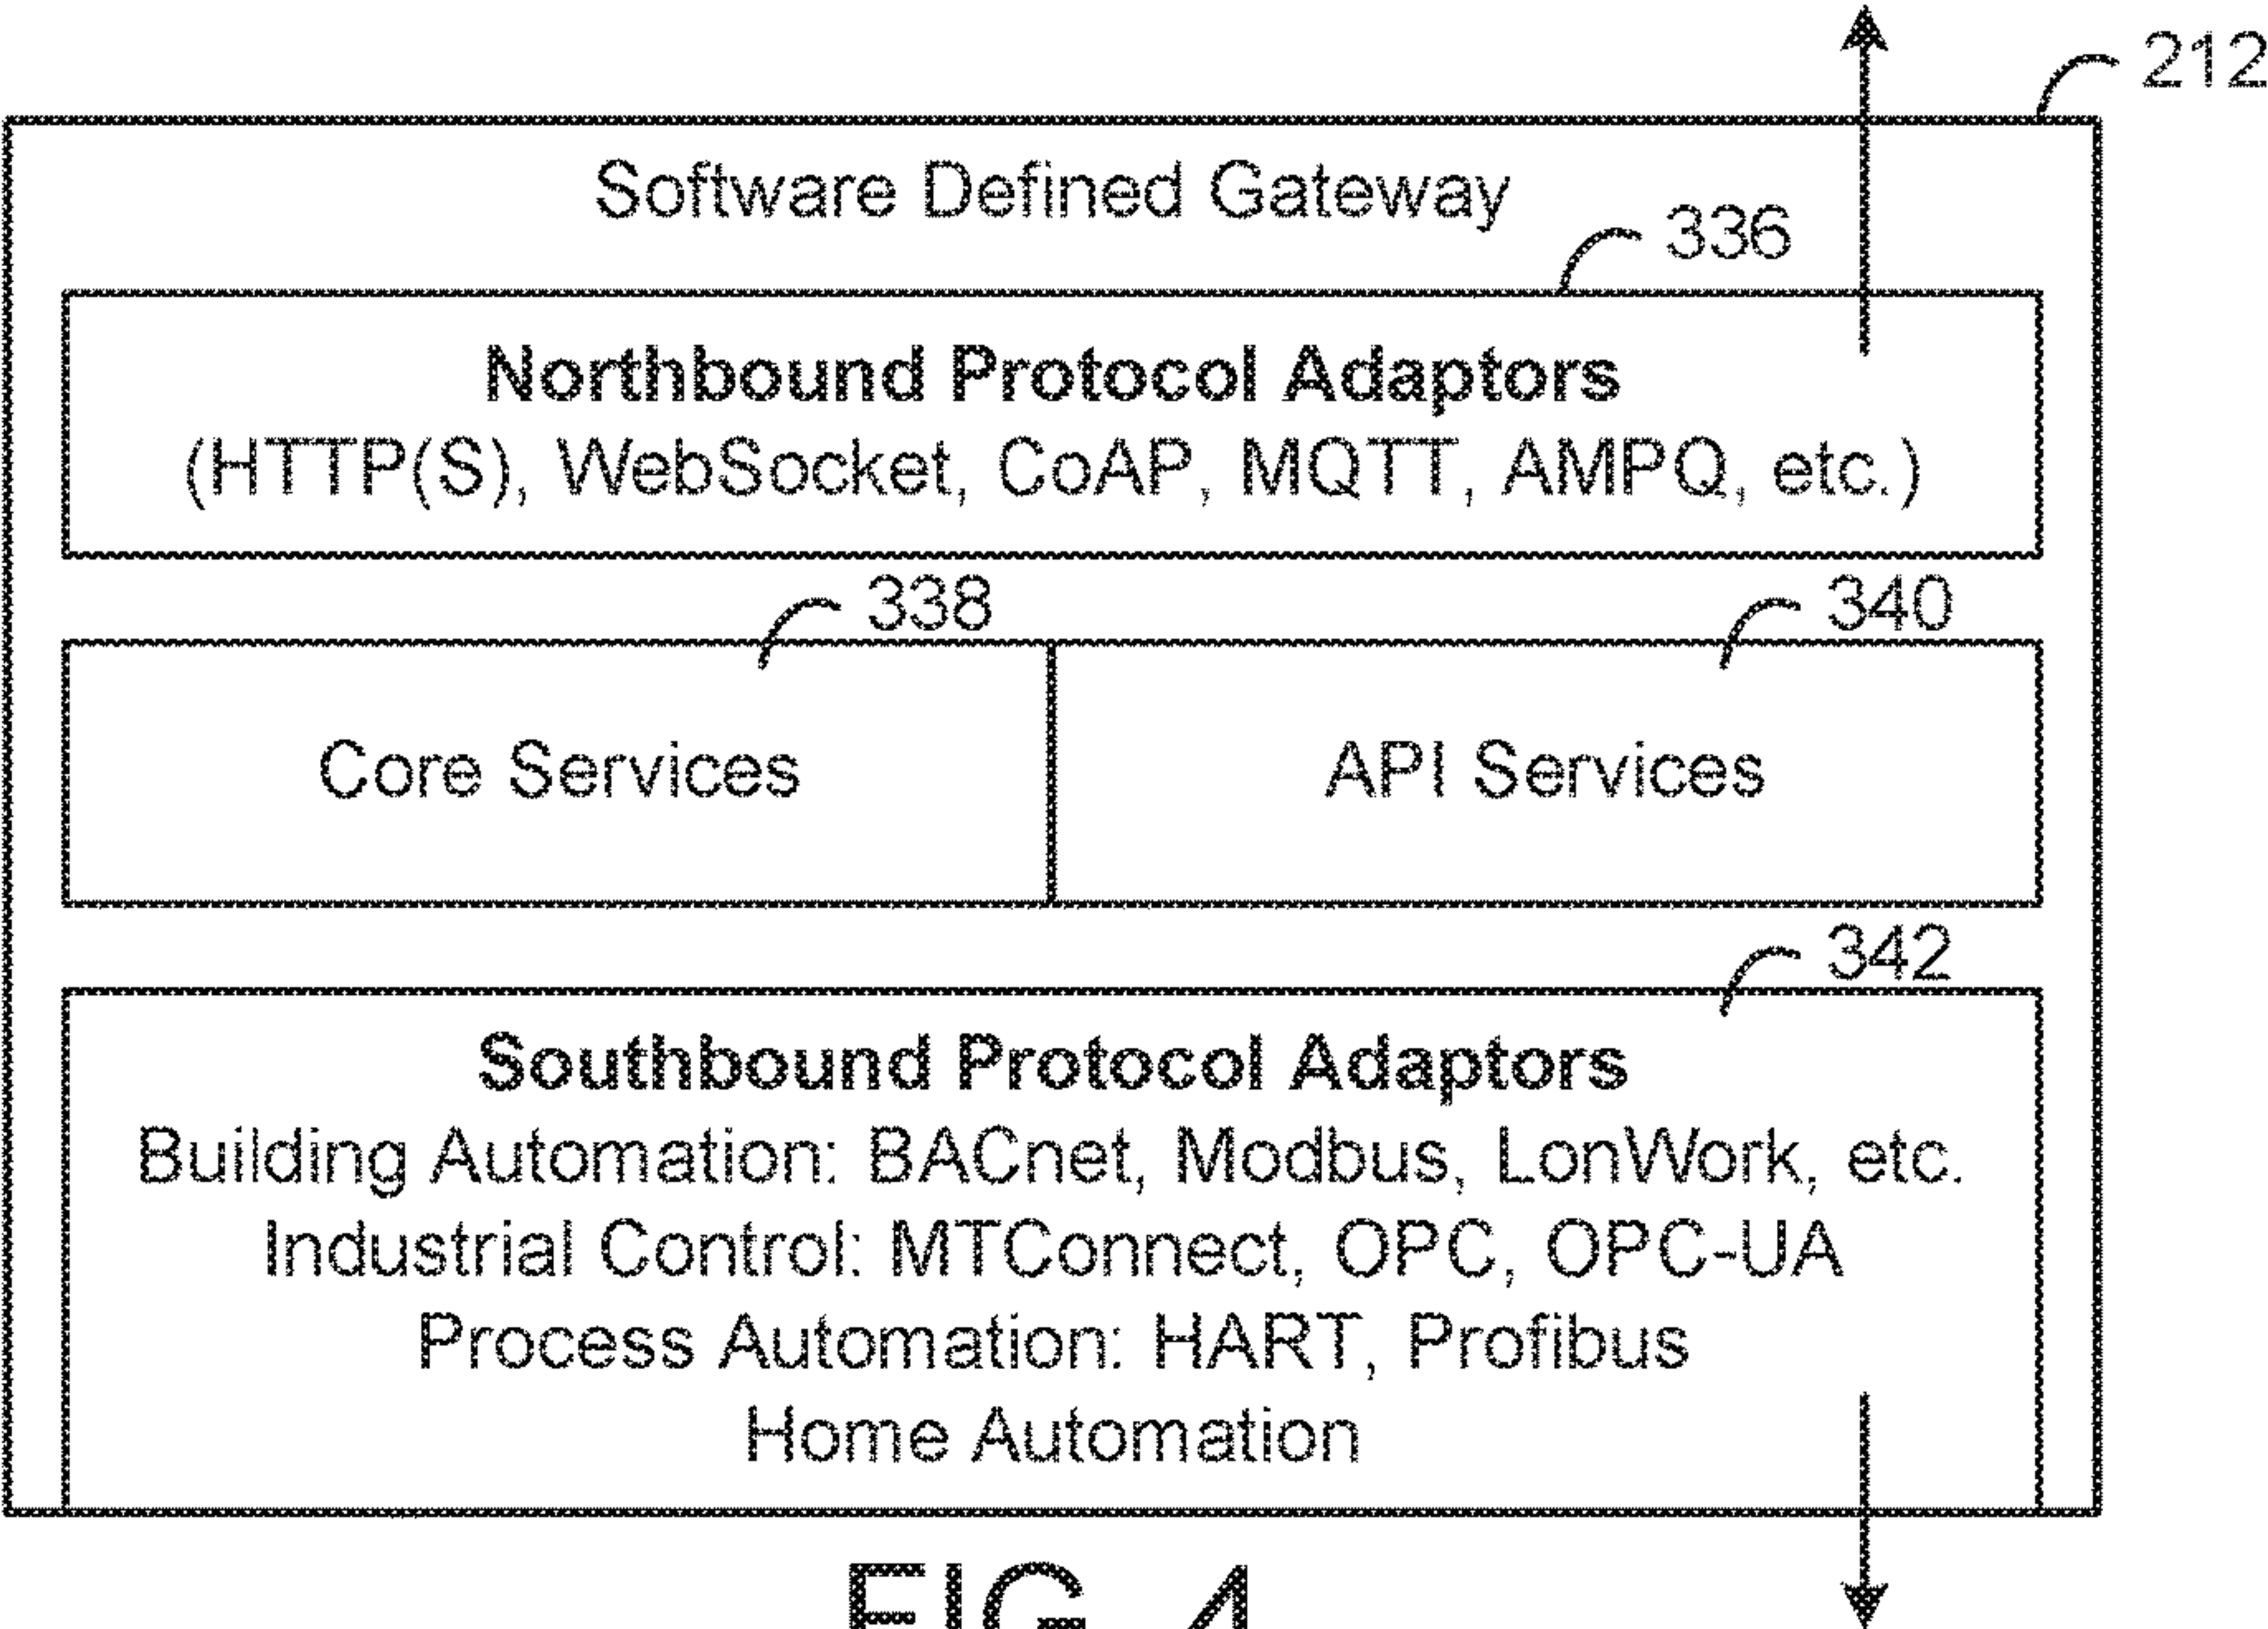 212
Software Defined Gateway
336
Northbound Protocol Adaptors
(HTTP(S), WebSocket, CoAP, MQTT, AMPQ, etc.)
338
340
Core Services
API Services
342
Southbound Protocol Adaptors
Building Automation: BACnet, Modbus, LonWork, etc.
Industrial Control: MTConnect, OPC, OPC-UA
Process Automation: HART, Profibus
Home Automation
FIG. 4